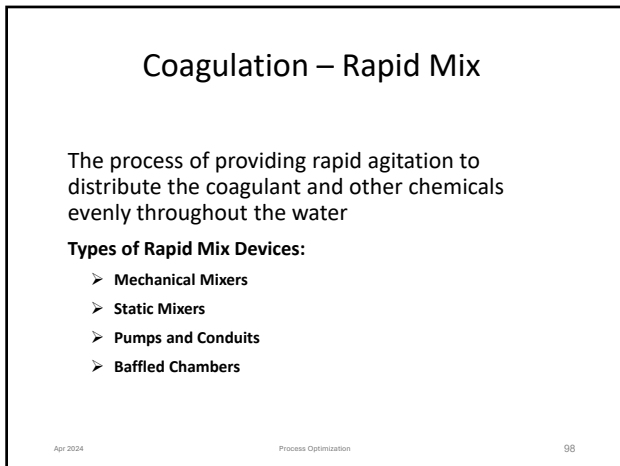 Coagulation – Rapid Mix
The process of providing rapid agitation to
distribute the coagulant and other chemicals
evenly throughout the water
Types of Rapid Mix Devices:
➢ Mechanical Mixers
➢ Static Mixers
➢ Pumps and Conduits
➢ Baffled Chambers
Apr 2024 Process Optimization 98